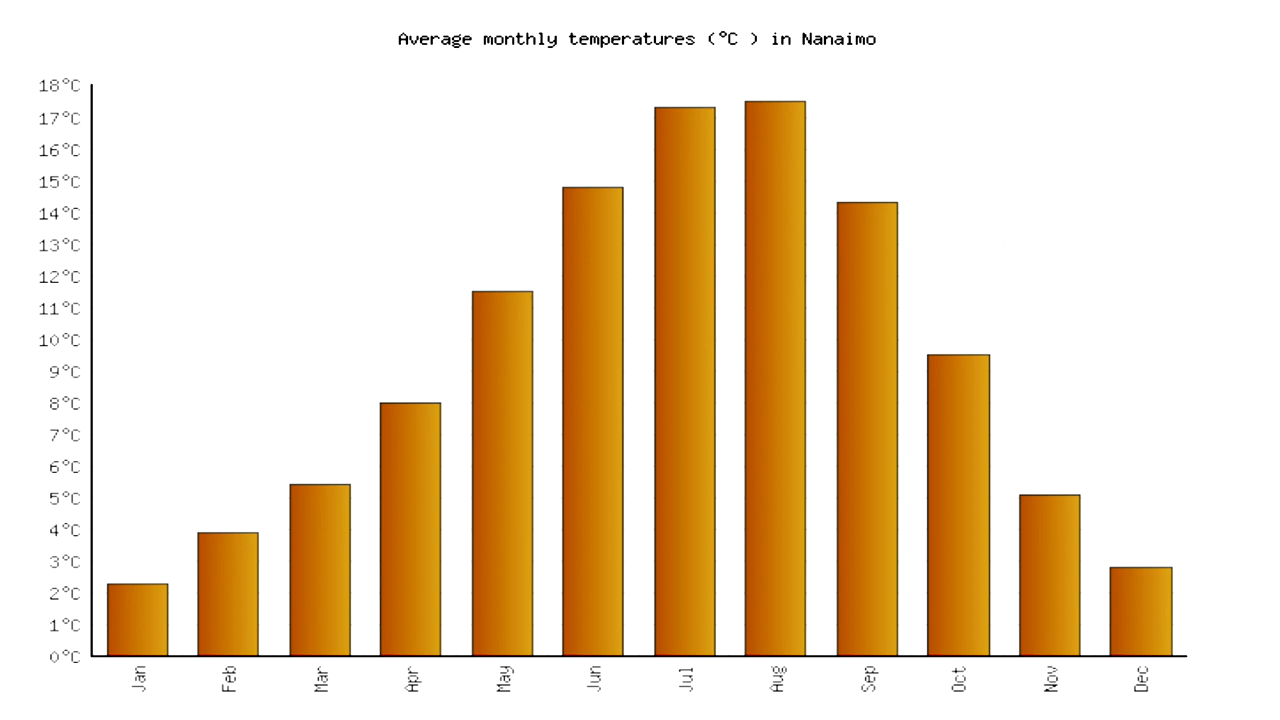 Average monthly temperatures (°C ) in Nanaimo
18°C
17°C
16°C
15°C
14°C
13°C
12°C
11°C
10°C
9°C
8°C
7°C
6°C
5°C
4°C
3°C
2°C
1°C
0°C
Jan
Feb
Mar
Apr
May
Jun
Jul
Aug
Sep
Oct
Nov
Dec